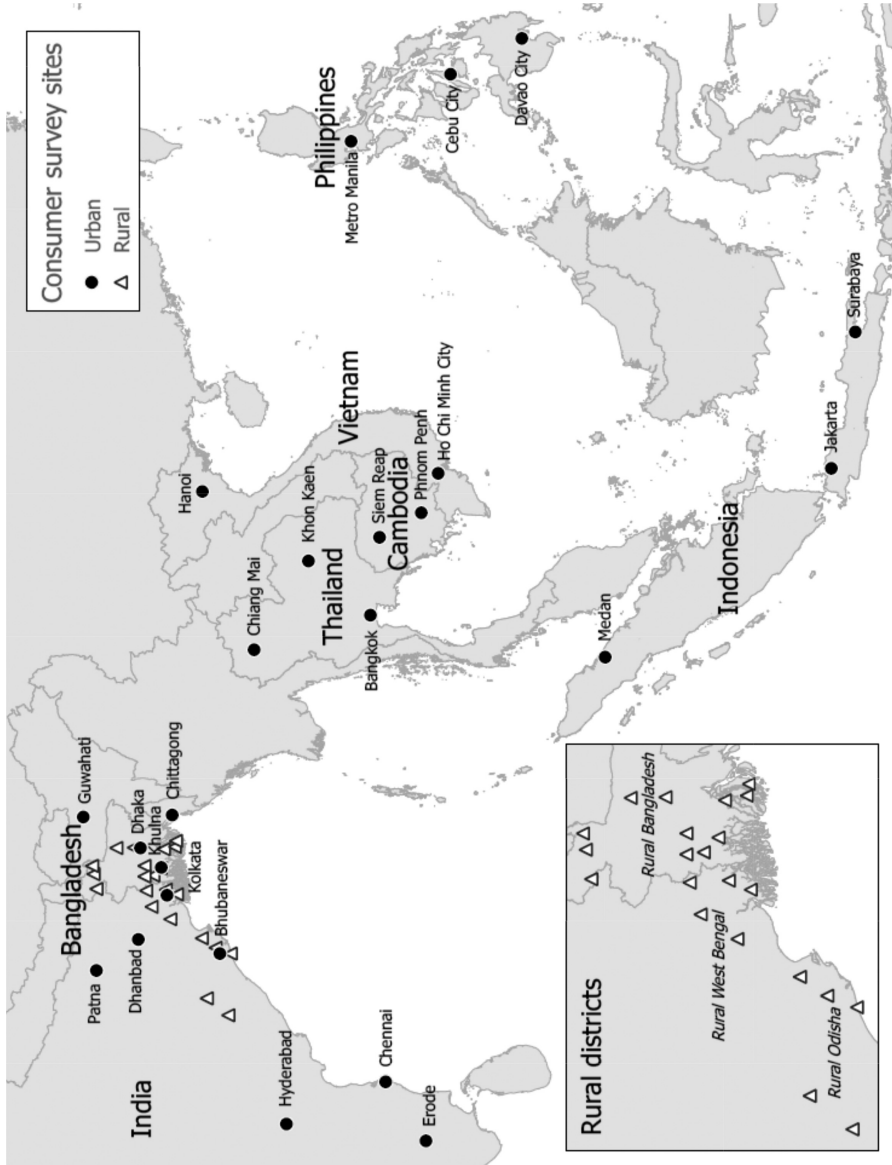 Consumer survey sites
Urban
Rural
Bangladesh
Guwahati
Patna
Dhaka
Dhanbad
Khulna
Chittagong
Kolkata
Bhubaneswar
India
Hyderabad
Chennai
Erode
Hanoi
Chiang Mai
Khon Kaen
Vietnam
Thailand
Bangkok
Siem Reap
Cambodia
Phnom Penh
Ho Chi Minh City
Philippines
Metro Manila
Cebu City
Davao City
Medan
Indonesia
Jakarta
Surabaya
Rural districts
Rural Bangladesh
Rural West Bengal
Rural Odisha